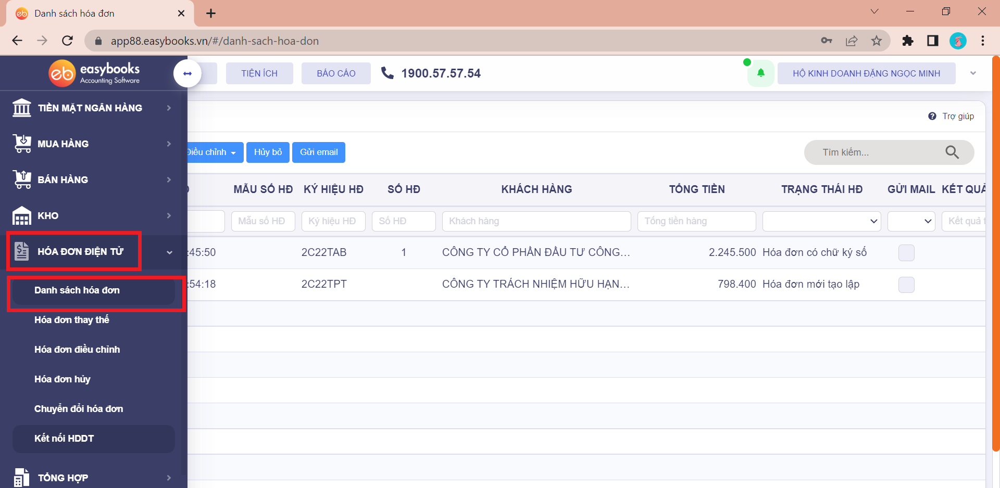 Danh sách hóa đơn
app88.easybooks.vn/#/danh-sach-hoa-don
eb easybooks
Accounting Software
TIỆN ÍCH
BÁO CÁO
1900.57.57.54
HỘ KINH DOANH ĐẶNG NGỌC MINH
TIỀN MẶT NGÂN HÀNG
MUA HÀNG
BÁN HÀNG
KHO
HÓA ĐƠN ĐIỆN TỬ
Danh sách hóa đơn
Hóa đơn thay thế
Hóa đơn điều chỉnh
Hóa đơn hủy
Chuyển đổi hóa đơn
Kết nối HDDT
TỔNG HỢP
Trợ giúp
Điều chỉnh
Hủy bỏ
Gửi email
Tìm kiếm...
MẪU SỐ HĐ KÝ HIỆU HĐ SỐ HĐ KHÁCH HÀNG TỔNG TIỀN TRẠNG THÁI HĐ GỬI MAIL KẾT QUẢ
Mẫu số HĐ Ký hiệu HĐ Số HĐ Khách hàng Tổng tiền hàng Kết quả t
:45:50 2C22TAB 1 CÔNG TY CỔ PHẦN ĐẦU TƯ CÔNG... 2.245.500 Hóa đơn có chữ ký số
:54:18 2C22TPT CÔNG TY TRÁCH NHIỆM HỮU HẠN... 798.400 Hóa đơn mới tạo lập